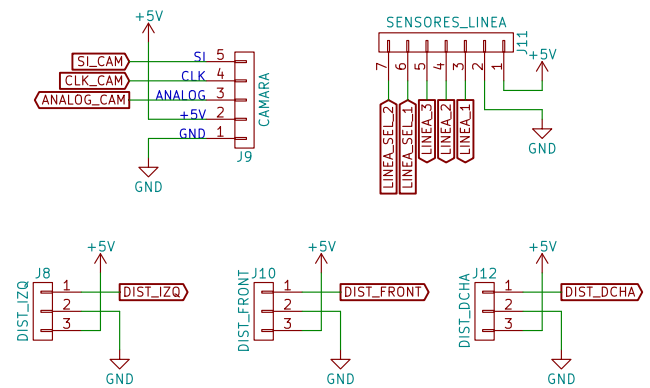 +5V
SENSORES_LINEA
SI_CAM SI 5
CLK_CAM CLK 4
ANALOG_CAM ANALOG 3
+5V 2
GND 1
CAMARA
J9
GND
J11
7 6 5 4 3 2 1
+5V
LINEA_SEL_2
LINEA_SEL_1
LINEA_3
LINEA_2
LINEA_1
GND
+5V
J8
DIST_IZQ
1 DIST_IZQ
2
3
GND
+5V
J10
DIST_FRONT
1 DIST_FRONT
2
3
GND
+5V
J12
DIST_DCHA
1 DIST_DCHA
2
3
GND